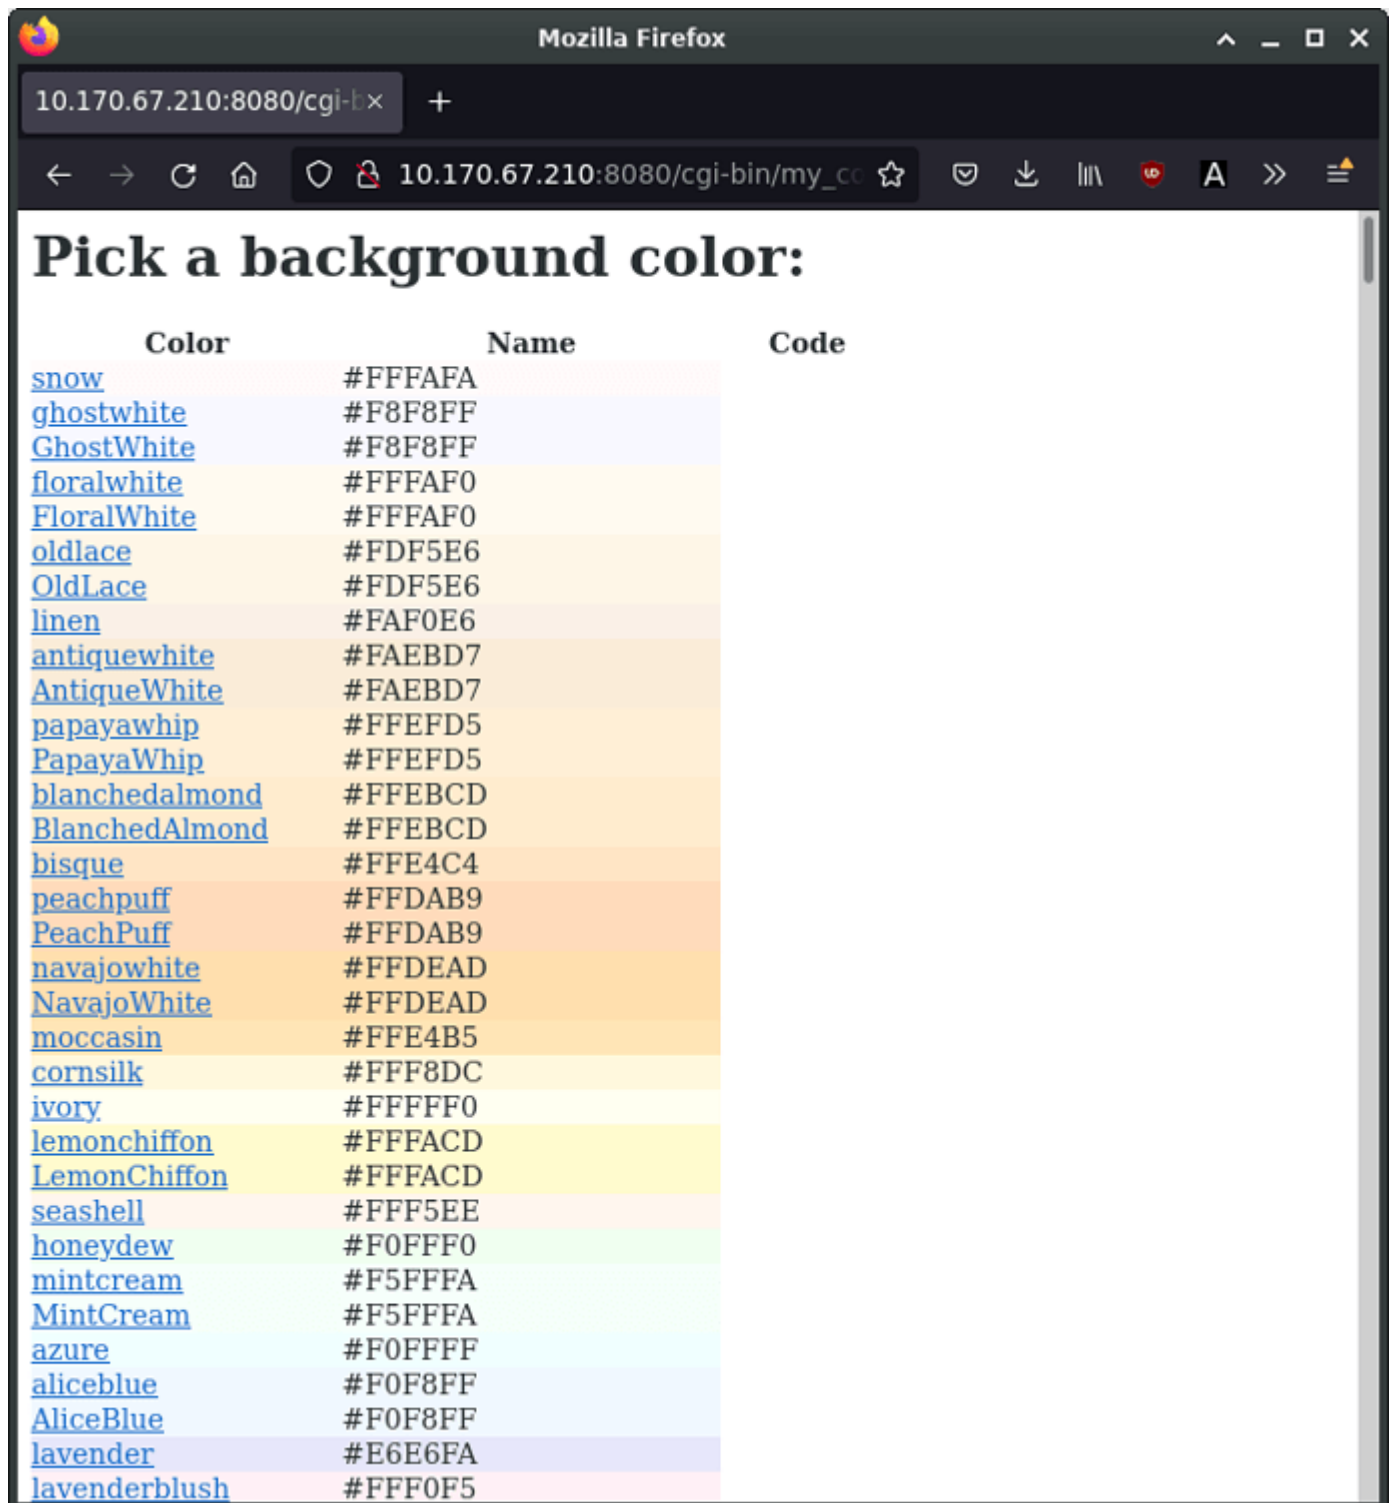 Mozilla Firefox
10.170.67.210:8080/cgi-b
10.170.67.210:8080/cgi-bin/my_co
Pick a background color:
Color Name Code
snow #FFFAFA
ghostwhite #F8F8FF
GhostWhite #F8F8FF
floralwhite #FFFAF0
FloralWhite #FFFAF0
oldlace #FDF5E6
OldLace #FDF5E6
linen #FAF0E6
antiquewhite #FAEBD7
AntiqueWhite #FAEBD7
papayawhip #FFEFD5
PapayaWhip #FFEFD5
blanchedalmond #FFEBCD
BlanchedAlmond #FFEBCD
bisque #FFE4C4
peachpuff #FFDAB9
PeachPuff #FFDAB9
navajowhite #FFDEAD
NavajoWhite #FFDEAD
moccasin #FFE4B5
cornsilk #FFF8DC
ivory #FFFFF0
lemonchiffon #FFFACD
LemonChiffon #FFFACD
seashell #FFF5EE
honeydew #F0FFF0
mintcream #F5FFFA
MintCream #F5FFFA
azure #F0FFFF
aliceblue #F0F8FF
AliceBlue #F0F8FF
lavender #E6E6FA
lavenderblush #FFF0F5